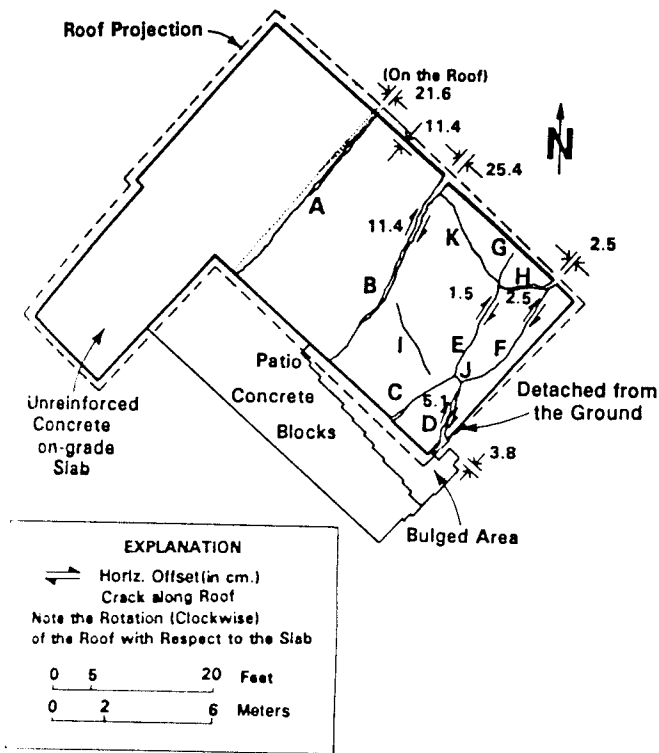 Roof Projection
(On the Roof)
21.6
11.4
N
25.4
A
11.4
K
G
2.5
H
B
1.5
2.5
I
E
F
Patio
J
C
Detached from
the Ground
Concrete
5.1
D
Unreinforced
Concrete
on-grade
Slab
Blocks
3.8
Bulged Area
EXPLANATION
Horiz. Offset(in cm.)
Crack along Roof
Note the Rotation (Clockwise)
of the Roof with Respect to the Slab
0 5 20 Feet
0 2 6 Meters